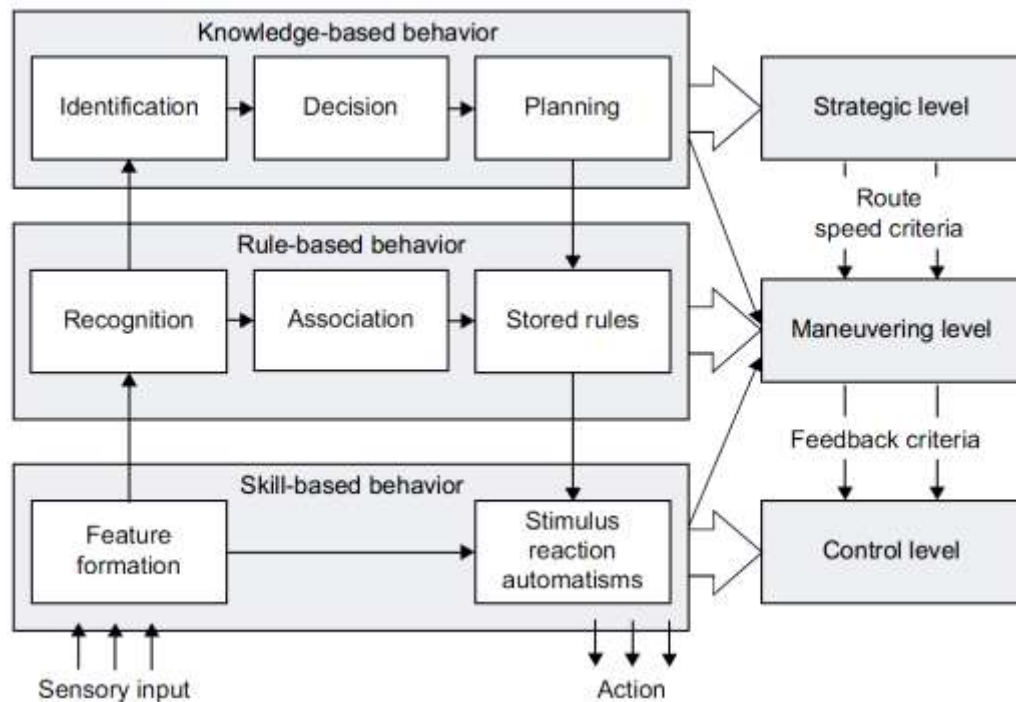 Knowledge-based behavior
Identification
Decision
Planning
Strategic level
Route
speed criteria
Rule-based behavior
Recognition
Association
Stored rules
Maneuvering level
Feedback criteria
Skill-based behavior
Feature
formation
Stimulus
reaction
automatisms
Control level
Sensory input
Action